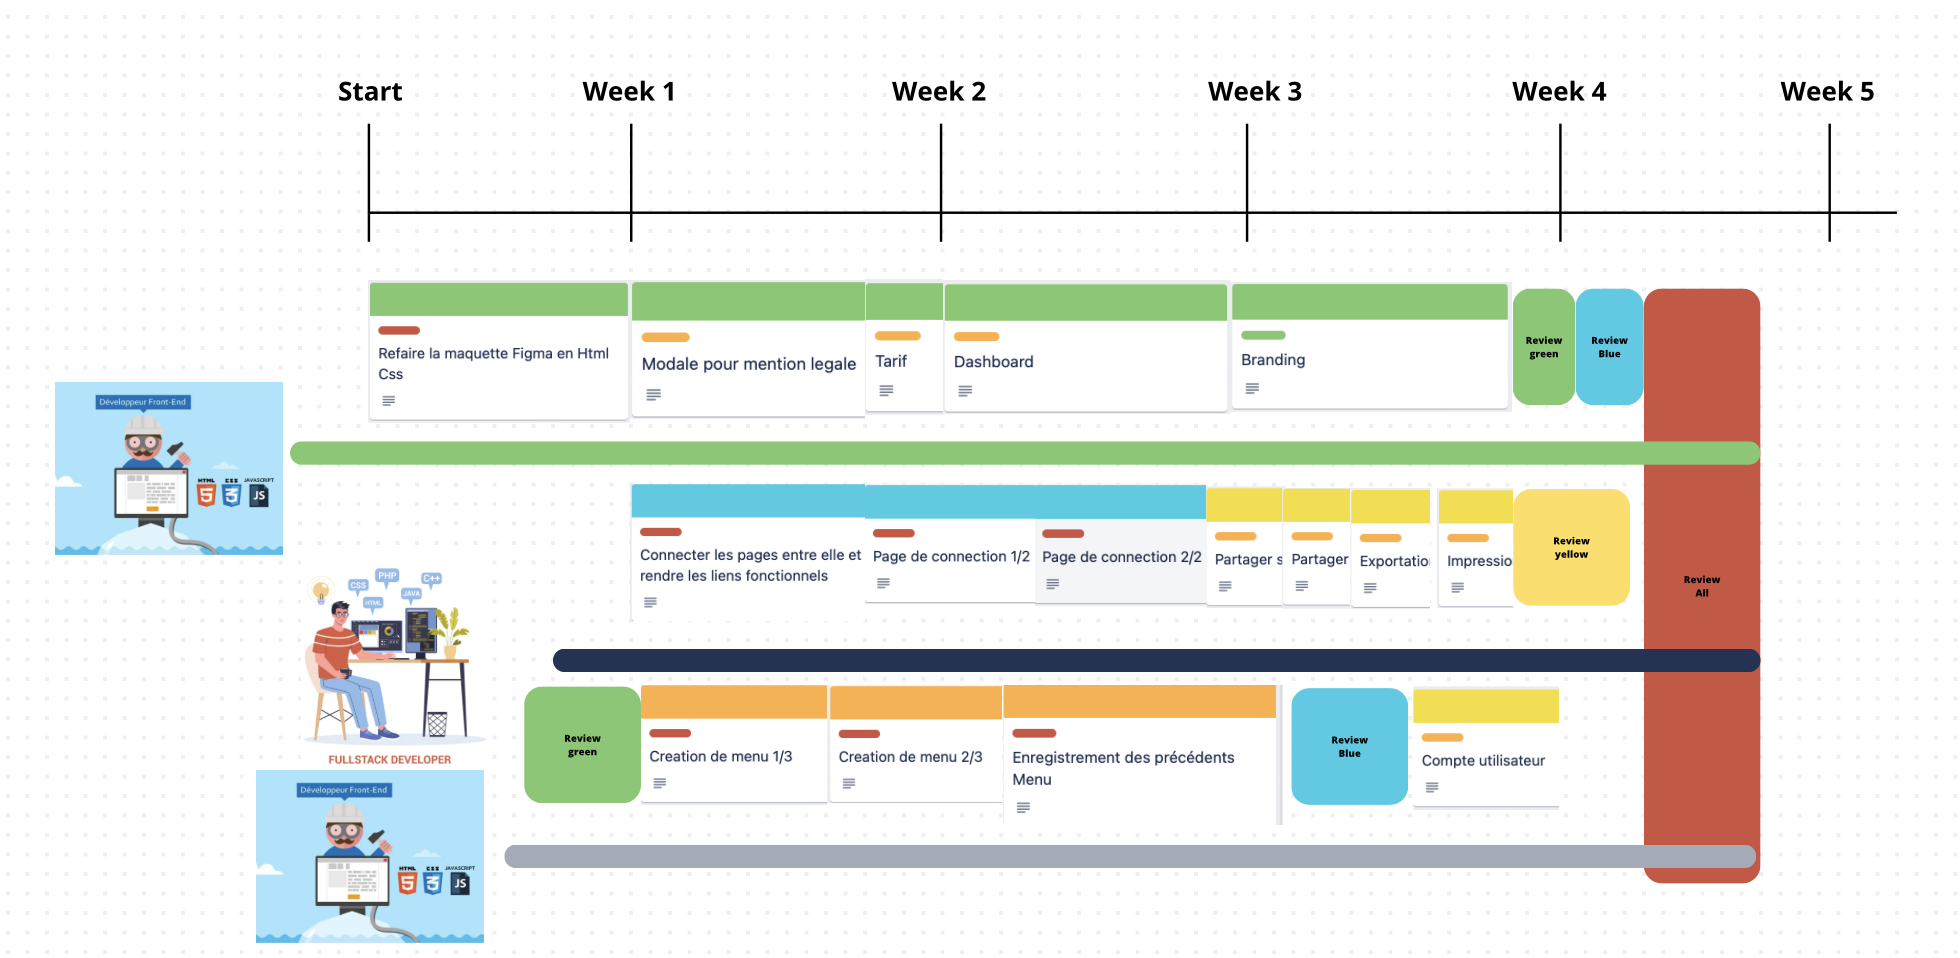 Start
Week 1
Week 2
Week 3
Week 4
Week 5
Refaire la maquette Figma en Html
Css
Modale pour mention legale
Tarif
Dashboard
Branding
Review
green
Review
Blue
Développeur Front-End
HTML
CSS
JAVASCRIPT
5
3
JS
Connecter les pages entre elle et
rendre les liens fonctionnels
Page de connection 1/2
Page de connection 2/2
Partager s
Partager
Exportatio
Impressio
Review
yellow
Review
All
CSS
PHP
C++
HTML
JAVA
FULLSTACK DEVELOPER
Review
green
Creation de menu 1/3
Creation de menu 2/3
Enregistrement des précédents
Menu
Review
Blue
Compte utilisateur
Développeur Front-End
HTML
CSS
JAVASCRIPT
5
3
JS